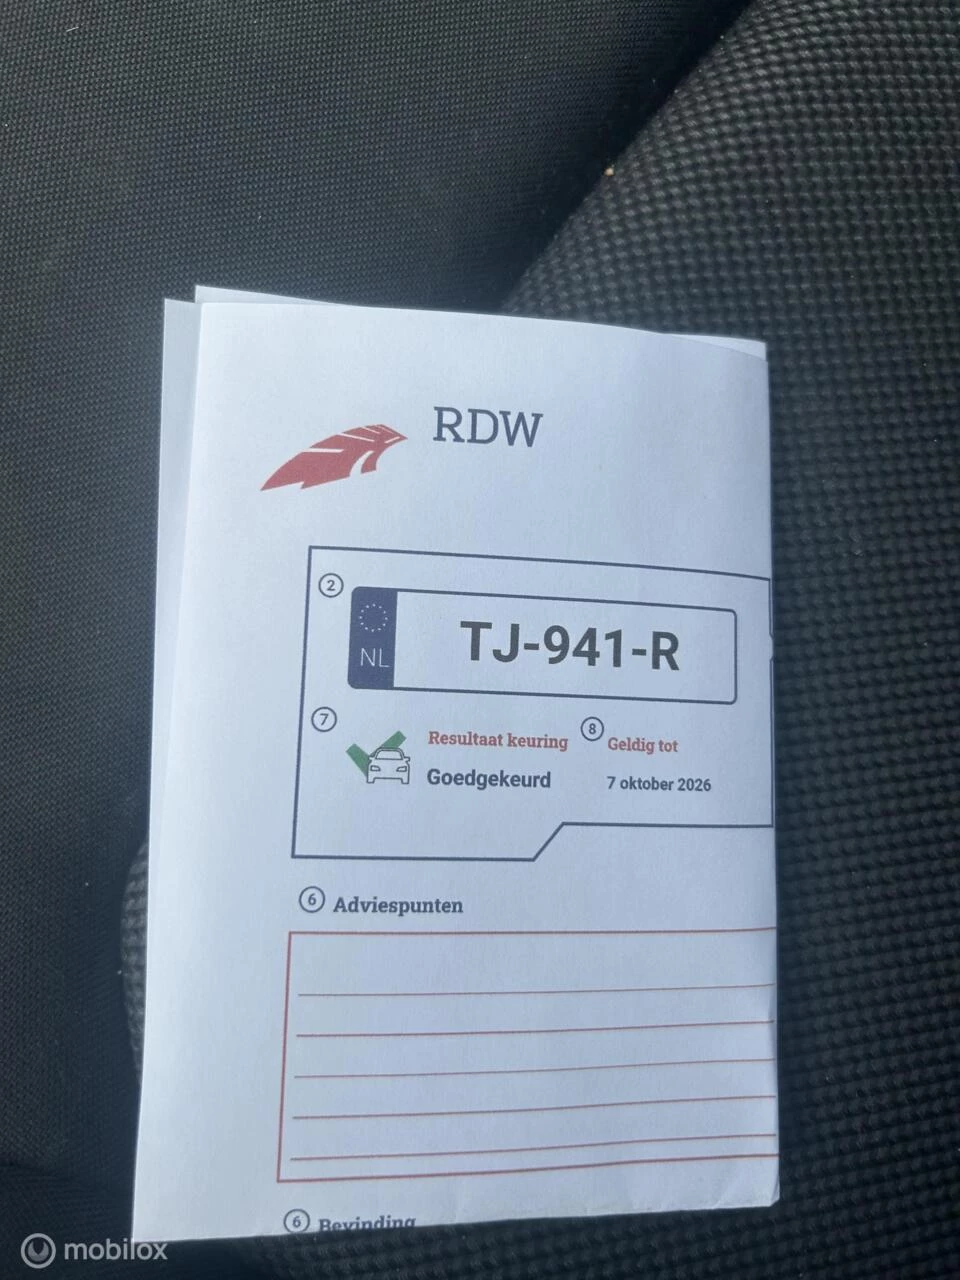 RDW
2
NL
TJ-941-R
7
Resultaat keuring
8
Geldig tot
Goedgekeurd
7 oktober 2026
6 Adviespunten
6 Bevinding
mobilox